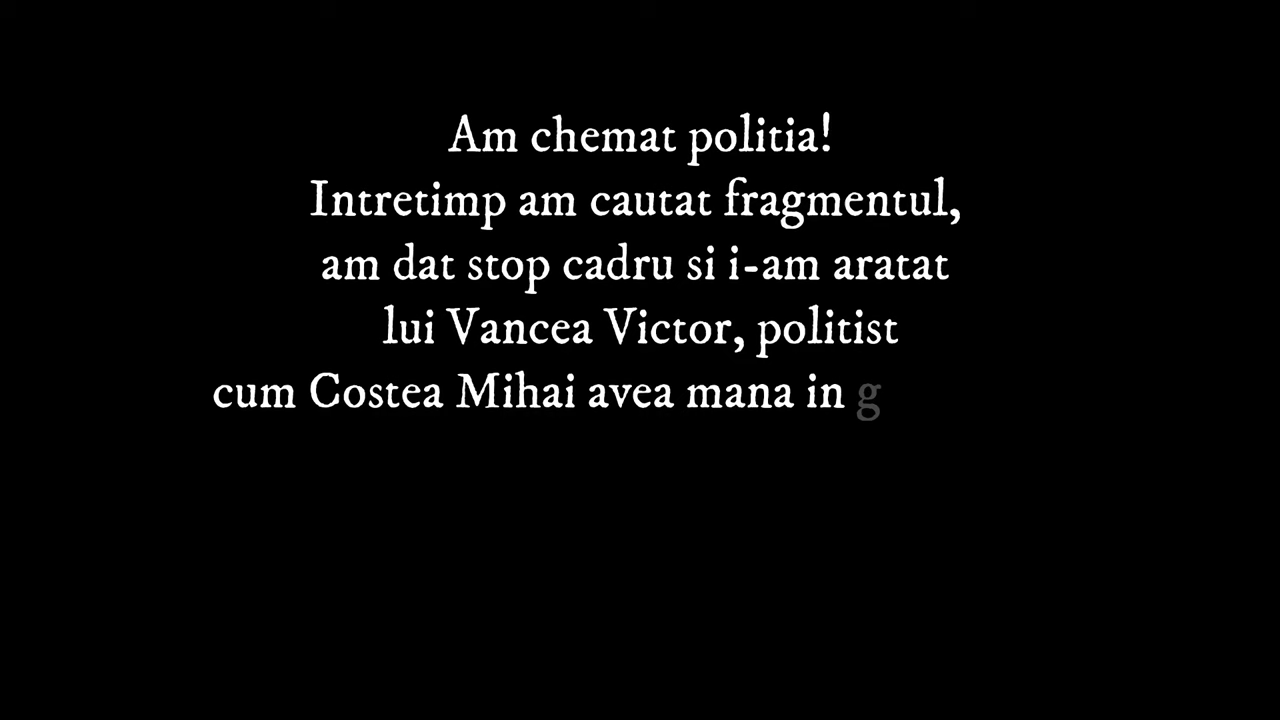 Am chemat politia!
Intretimp am cautat fragmentul,
am dat stop cadru si i-am aratat
lui Vancea Victor, politist
cum Costea Mihai avea mana in g